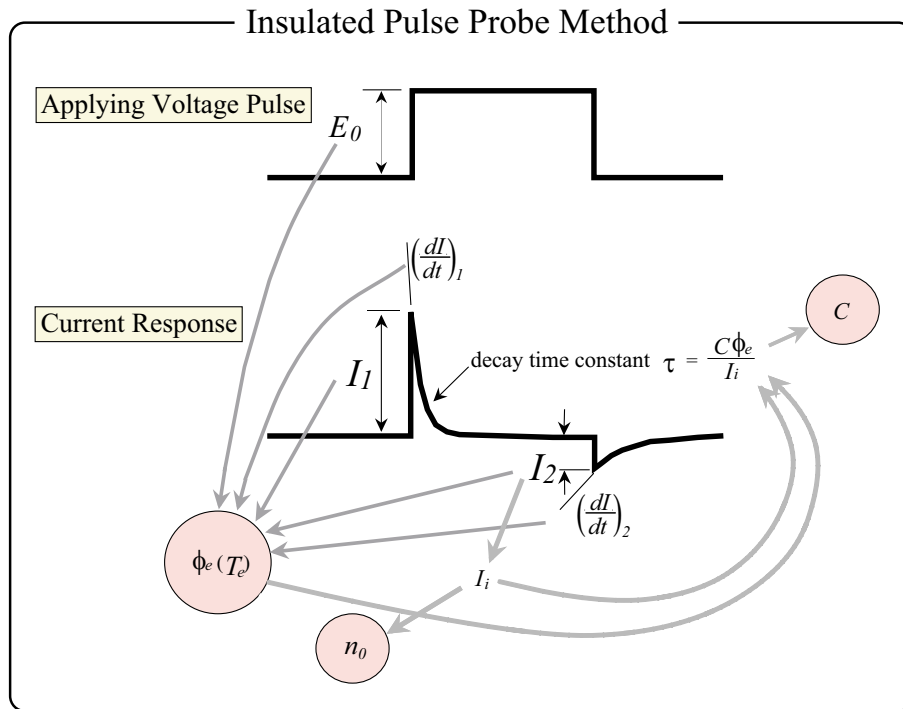 Insulated Pulse Probe Method
Applying Voltage Pulse
E₀
(dI/dt)₁
Current Response
C
I₁
decay time constant τ = Cϕₑ/Iᵢ
I₂
(dI/dt)₂
ϕₑ(Tₑ)
Iᵢ
n₀